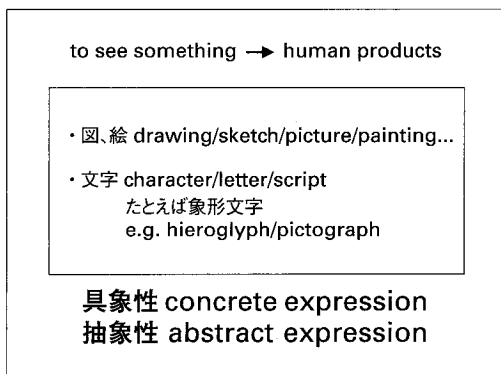 to see something → human products
・図、絵 drawing/sketch/picture/painting...
・文字 character/letter/script
たとえば象形文字
e.g. hieroglyph/pictograph
具象性 concrete expression
抽象性 abstract expression